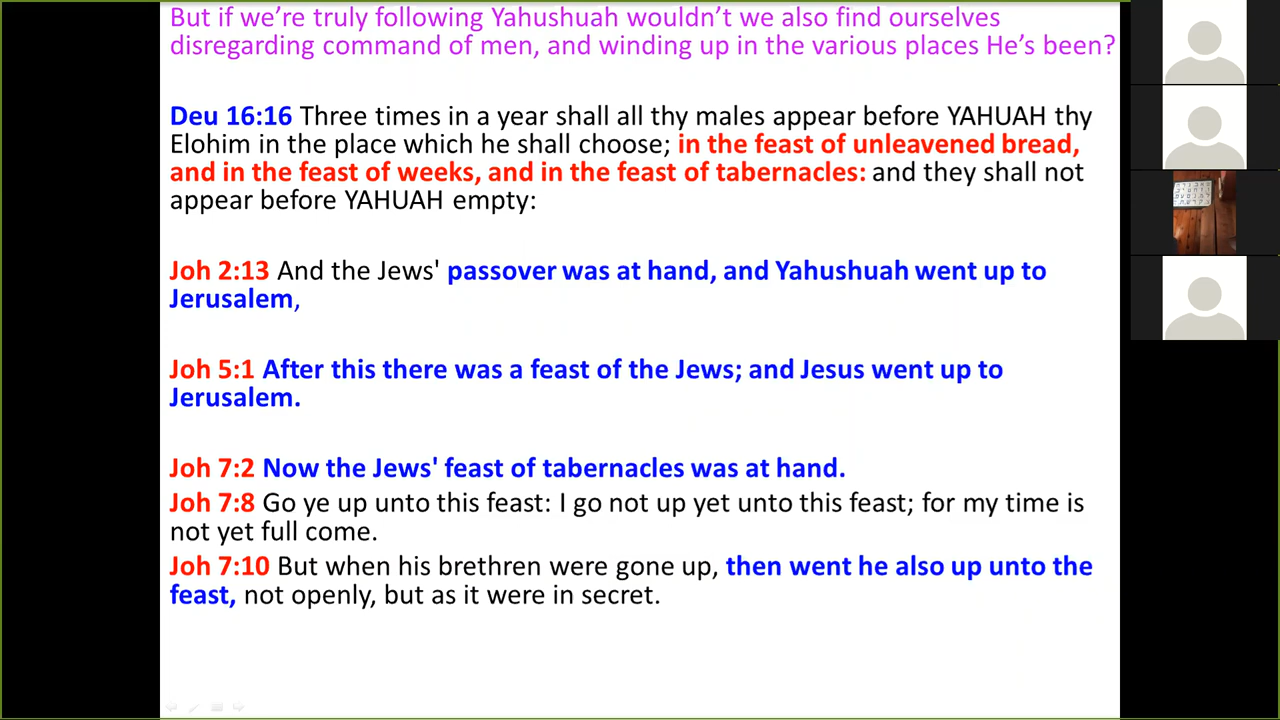 But if we’re truly following Yahushuah wouldn’t we also find ourselves
disregarding command of men, and winding up in the various places He’s been?
Deu 16:16 Three times in a year shall all thy males appear before YAHUAH thy
Elohim in the place which he shall choose; in the feast of unleavened bread,
and in the feast of weeks, and in the feast of tabernacles: and they shall not
appear before YAHUAH empty:
Joh 2:13 And the Jews' passover was at hand, and Yahushuah went up to
Jerusalem,
Joh 5:1 After this there was a feast of the Jews; and Jesus went up to
Jerusalem.
Joh 7:2 Now the Jews' feast of tabernacles was at hand.
Joh 7:8 Go ye up unto this feast: I go not up yet unto this feast; for my time is
not yet full come.
Joh 7:10 But when his brethren were gone up, then went he also up unto the
feast, not openly, but as it were in secret.